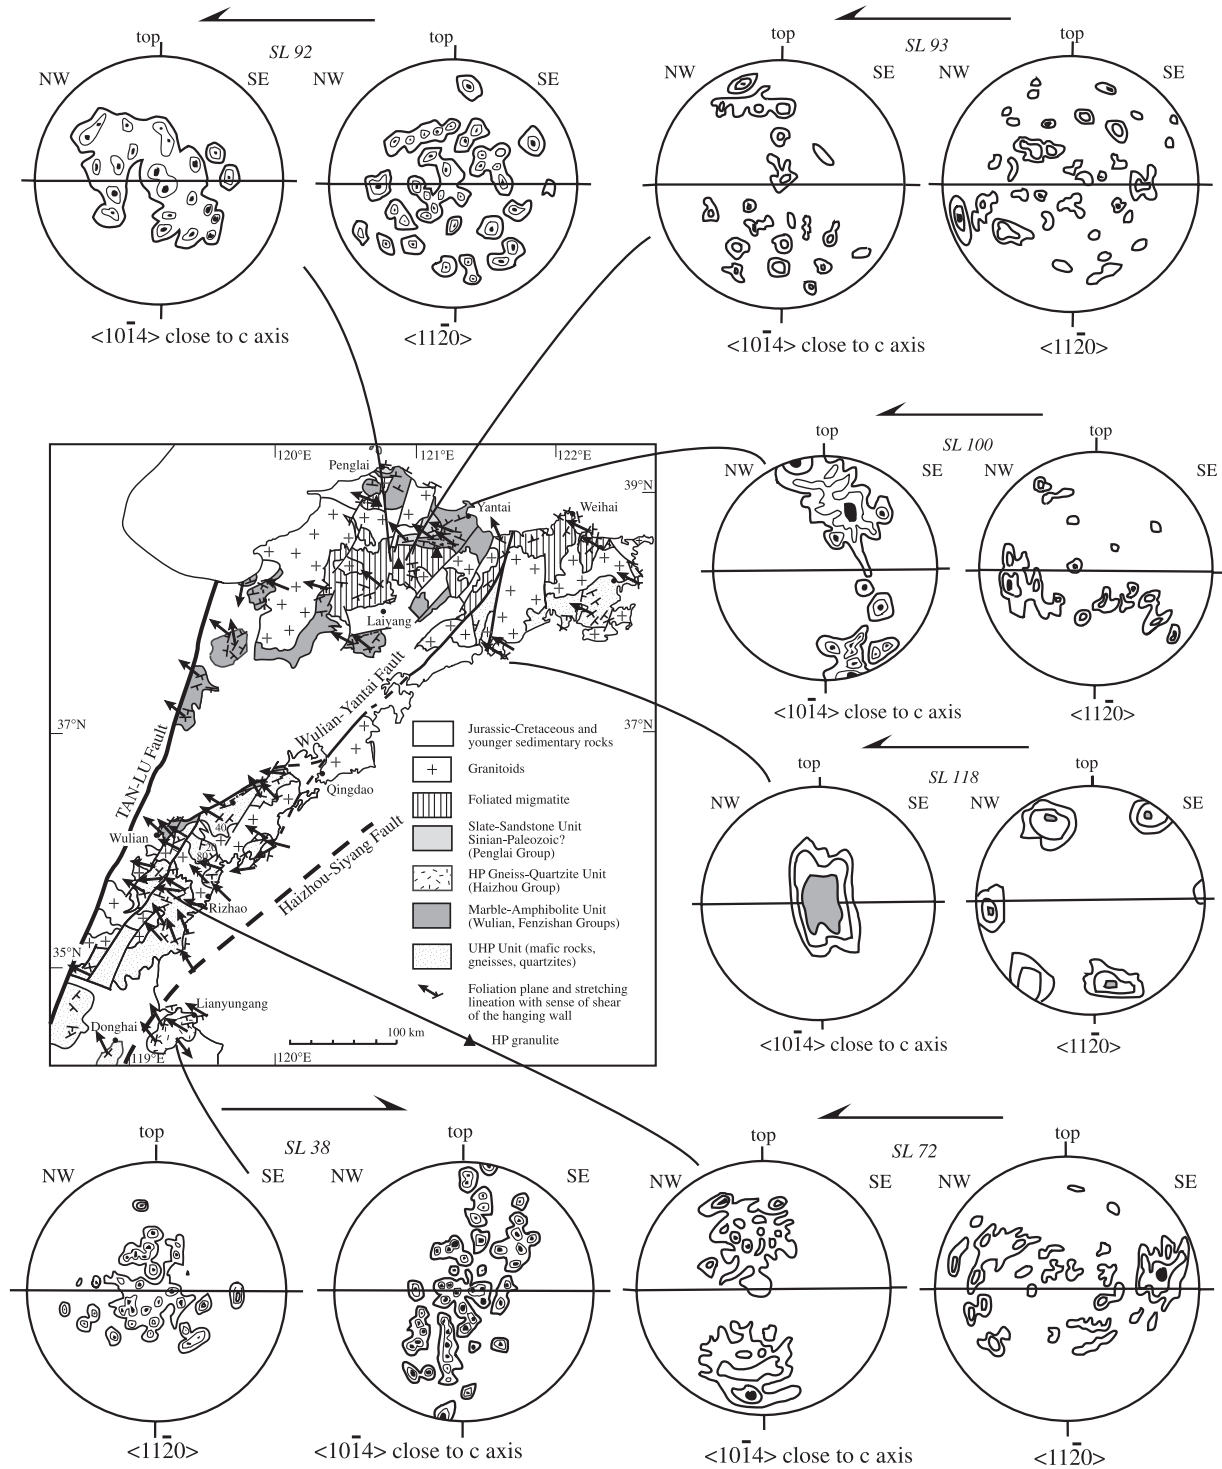 top
SL 92
top
NW
SE
NW
SE
<101̄4> close to c axis
<112̄0>
top
SL 93
top
NW
SE
NW
SE
<101̄4> close to c axis
<112̄0>
120°E
121°E
122°E
39°N
Penglai
Yantai
Weihai
Laiyang
37°N
37°N
TAN-LU Fault
Wulian-Yantai Fault
Qingdao
Wulian
40
20
80
Haizhou-Siyang Fault
Rizhao
35°N
Lianyungang
Donghai
119°E
120°E
100 km
Jurassic-Cretaceous and
younger sedimentary rocks
Granitoids
Foliated migmatite
Slate-Sandstone Unit
Sinian-Paleozoic?
(Penglai Group)
HP Gneiss-Quartzite Unit
(Haizhou Group)
Marble-Amphibolite Unit
(Wulian, Fenzishan Groups)
UHP Unit (mafic rocks,
gneisses, quartzites)
Foliation plane and stretching
lineation with sense of shear
of the hanging wall
HP granulite
top
SL 100
top
NW
SE
NW
SE
<101̄4> close to c axis
<112̄0>
top
SL 118
top
NW
SE
NW
SE
<101̄4> close to c axis
<112̄0>
top
SL 38
top
NW
SE
NW
SE
<112̄0>
<101̄4> close to c axis
top
SL 72
top
NW
SE
NW
SE
<101̄4> close to c axis
<112̄0>